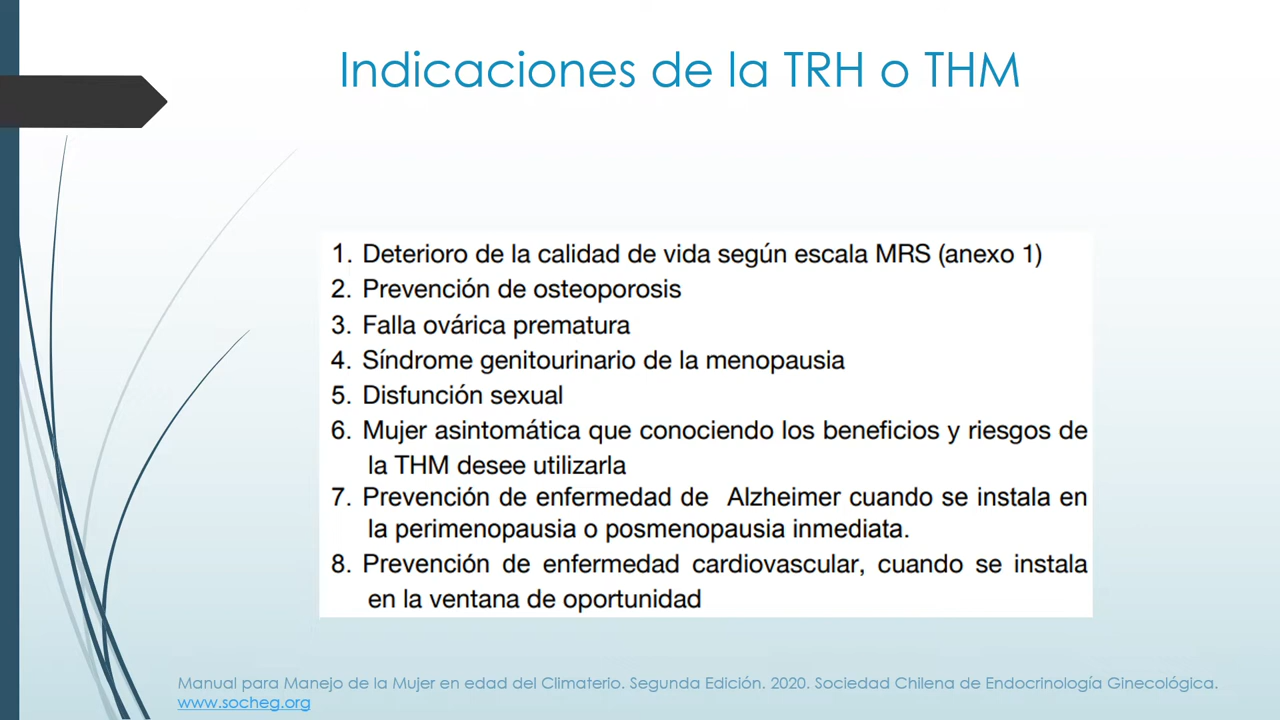 Indicaciones de la TRH o THM
1. Deterioro de la calidad de vida según escala MRS (anexo 1)
2. Prevención de osteoporosis
3. Falla ovárica prematura
4. Síndrome genitourinario de la menopausia
5. Disfunción sexual
6. Mujer asintomática que conociendo los beneficios y riesgos de
la THM desee utilizarla
7. Prevención de enfermedad de Alzheimer cuando se instala en
la perimenopausia o posmenopausia inmediata.
8. Prevención de enfermedad cardiovascular, cuando se instala
en la ventana de oportunidad
Manual para Manejo de la Mujer en edad del Climaterio. Segunda Edición. 2020. Sociedad Chilena de Endocrinología Ginecológica.
www.socheg.org